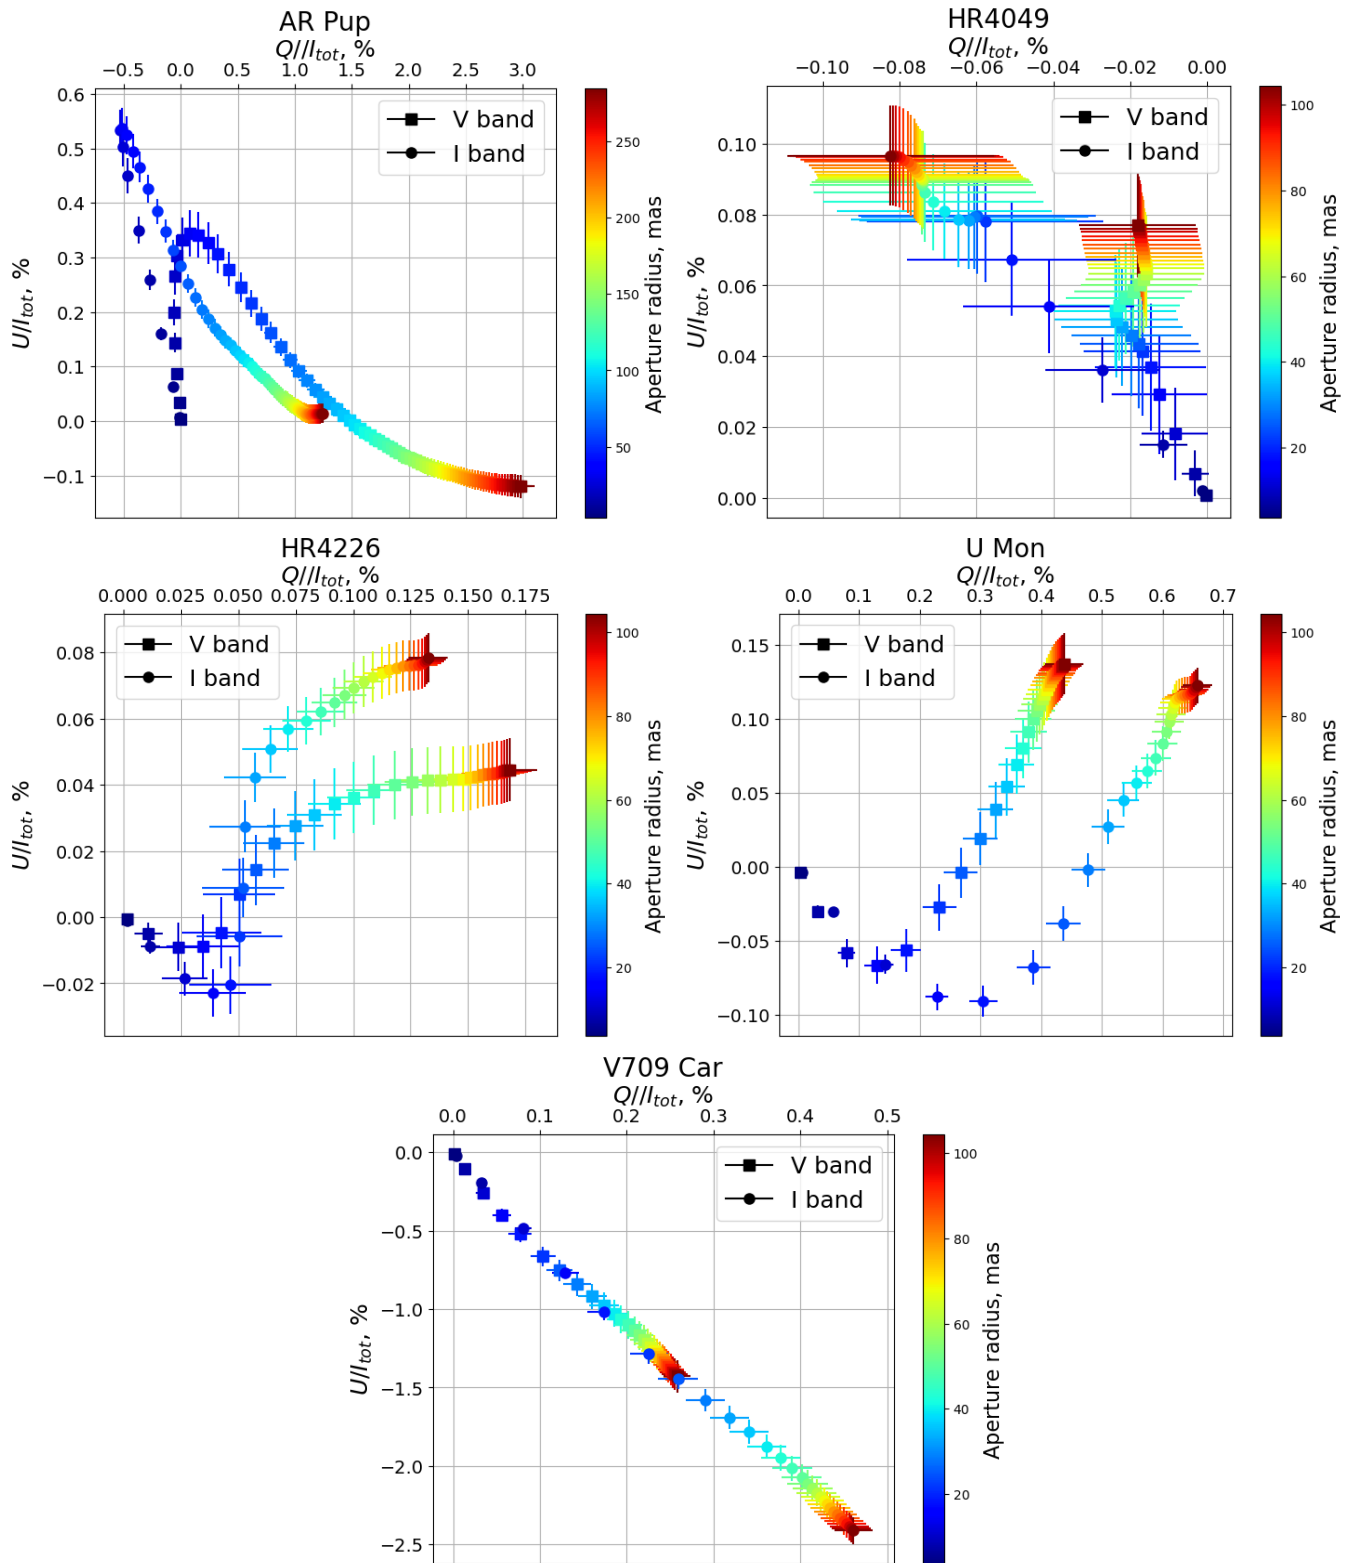 AR Pup
Q//I_tot, %
−0.5 0.0 0.5 1.0 1.5 2.0 2.5 3.0
0.6
0.5
0.4
0.3
0.2
0.1
0.0
−0.1
U/I_tot, %
V band
I band
250
200
150
100
50
Aperture radius, mas
HR4049
Q//I_tot, %
−0.10 −0.08 −0.06 −0.04 −0.02 0.00
0.10
0.08
0.06
0.04
0.02
0.00
U/I_tot, %
V band
I band
100
80
60
40
20
Aperture radius, mas
HR4226
Q//I_tot, %
0.000 0.025 0.050 0.075 0.100 0.125 0.150 0.175
0.08
0.06
0.04
0.02
0.00
−0.02
U/I_tot, %
V band
I band
100
80
60
40
20
Aperture radius, mas
U Mon
Q//I_tot, %
0.0 0.1 0.2 0.3 0.4 0.5 0.6 0.7
0.15
0.10
0.05
0.00
−0.05
−0.10
U/I_tot, %
V band
I band
100
80
60
40
20
Aperture radius, mas
V709 Car
Q//I_tot, %
0.0 0.1 0.2 0.3 0.4 0.5
0.0
−0.5
−1.0
−1.5
−2.0
−2.5
U/I_tot, %
V band
I band
100
80
60
40
20
Aperture radius, mas